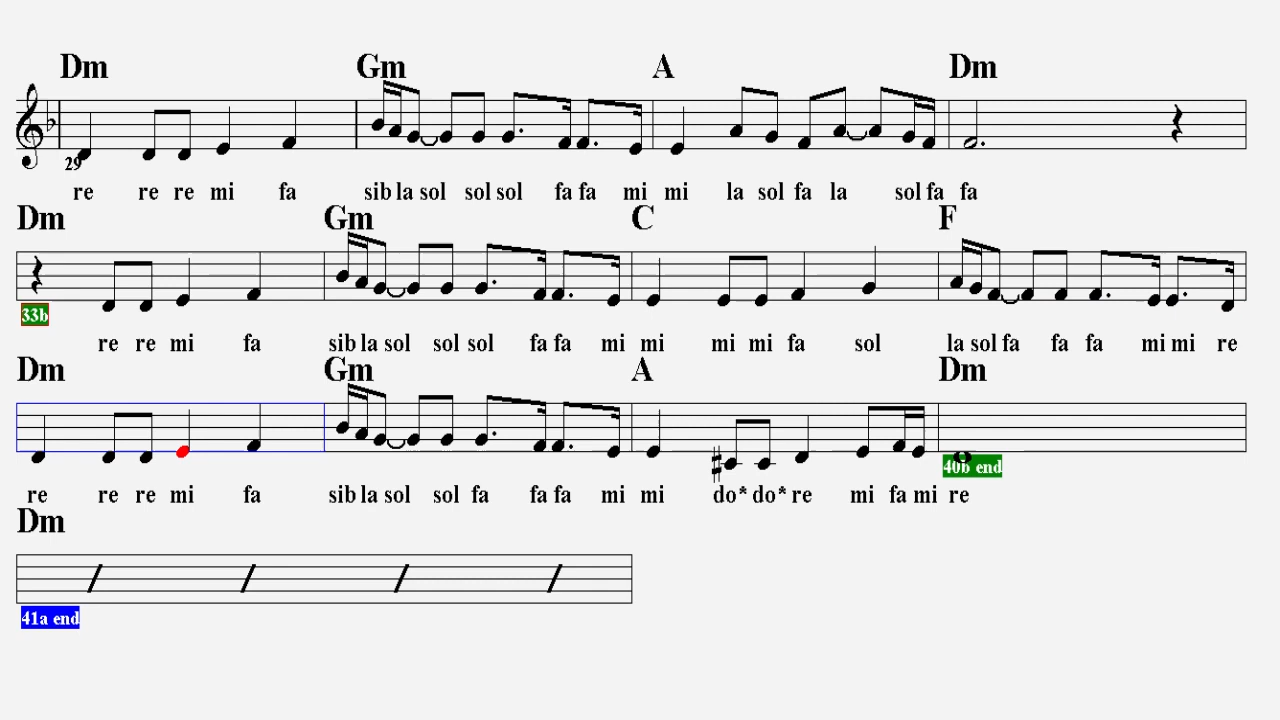 Dm Gm A Dm
29
re re re mi fa sib la sol sol sol fa fa mi mi la sol fa la sol fa fa
Dm Gm C F
33b
re re mi fa sib la sol sol sol fa fa mi mi mi mi fa sol la sol fa fa fa mi mi re
Dm Gm A Dm
40b end
re re re mi fa sib la sol sol fa fa fa mi mi do* do* re mi fa mi re
Dm
41a end